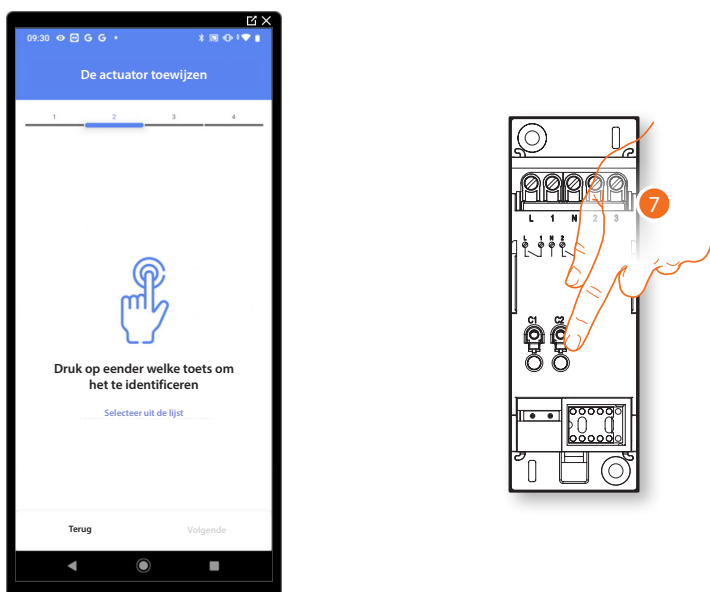 09:30 G G
De actuator toewijzen
1 2 3 4
Druk op eender welke toets om
het te identificeren
Selecteer uit de lijst
Terug Volgende
7
L 1 N 2 3
L 1 N 2
C1 C2